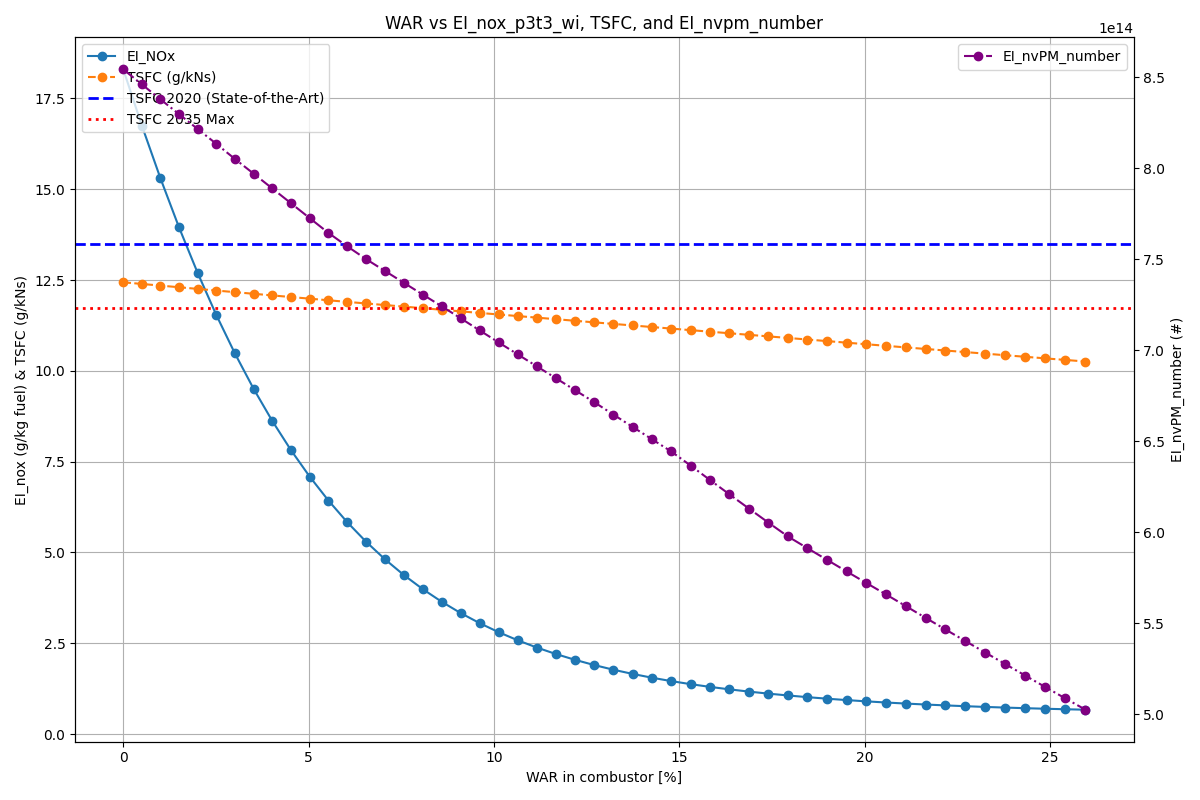 WAR vs EI_nox_p3t3_wi, TSFC, and EI_nvpm_number
1e14
EI_NOx
TSFC (g/kNs)
TSFC 2020 (State-of-the-Art)
TSFC 2035 Max
EI_nvPM_number
17.5
15.0
12.5
10.0
7.5
5.0
2.5
0.0
EI_nox (g/kg fuel) & TSFC (g/kNs)
8.5
8.0
7.5
7.0
6.5
6.0
5.5
5.0
EI_nvPM_number (#)
0 5 10 15 20 25
WAR in combustor [%]